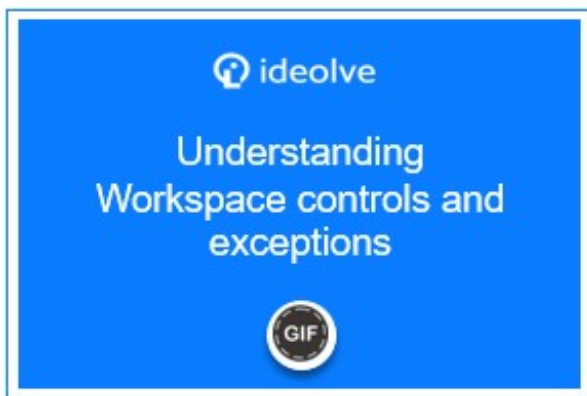 ideolve
Understanding
Workspace controls and
exceptions
GIF